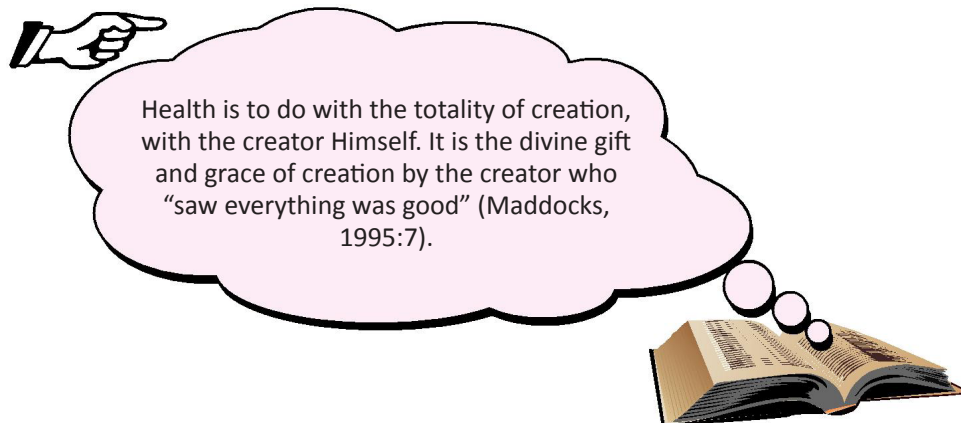 Health is to do with the totality of creation,
with the creator Himself. It is the divine gift
and grace of creation by the creator who
“saw everything was good” (Maddocks,
1995:7).